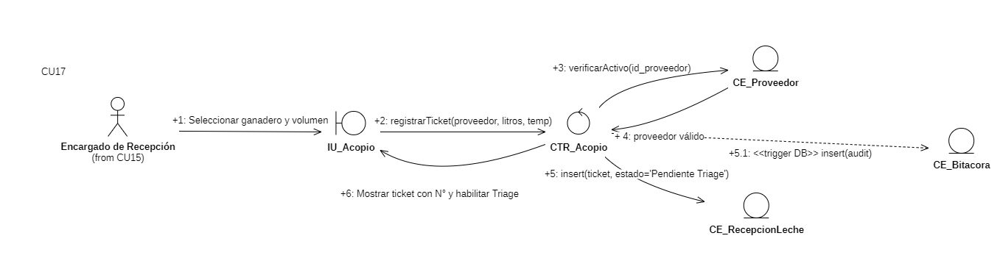 CU17
+3: verificarActivo(id_proveedor)
CE_Proveedor
+1: Seleccionar ganadero y volumen
+2: registrarTicket(proveedor, litros, temp)
Encargado de Recepción
(from CU15)
IU_Acopio
CTR_Acopio
+ 4: proveedor válido
+5.1: <<trigger DB>> insert(audit)
CE_Bitacora
+5: insert(ticket, estado='Pendiente Triage')
+6: Mostrar ticket con N° y habilitar Triage
CE_RecepcionLeche